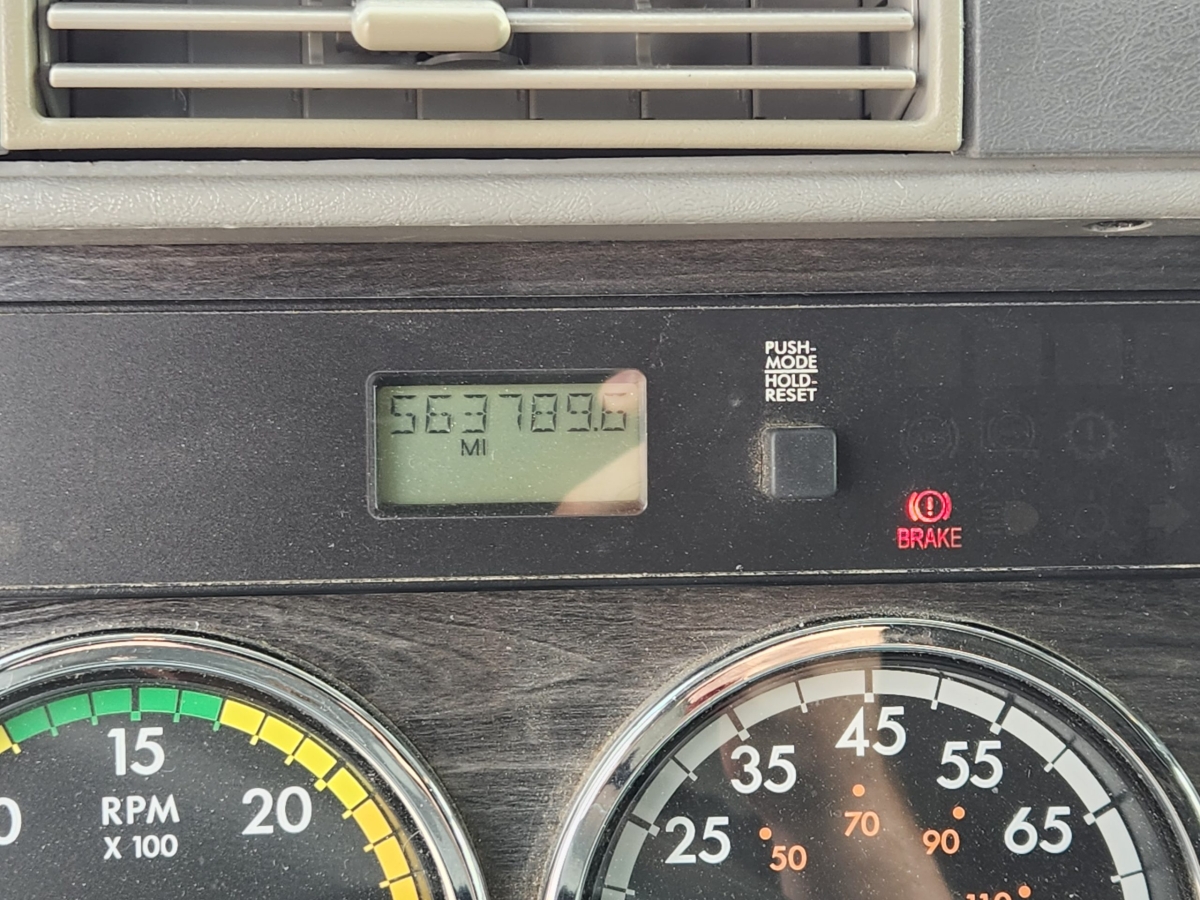 PUSH-
MODE
HOLD-
RESET
563789.6
MI
BRAKE
15
RPM
X 100
20
45
35
55
25
65
70
50
90
110